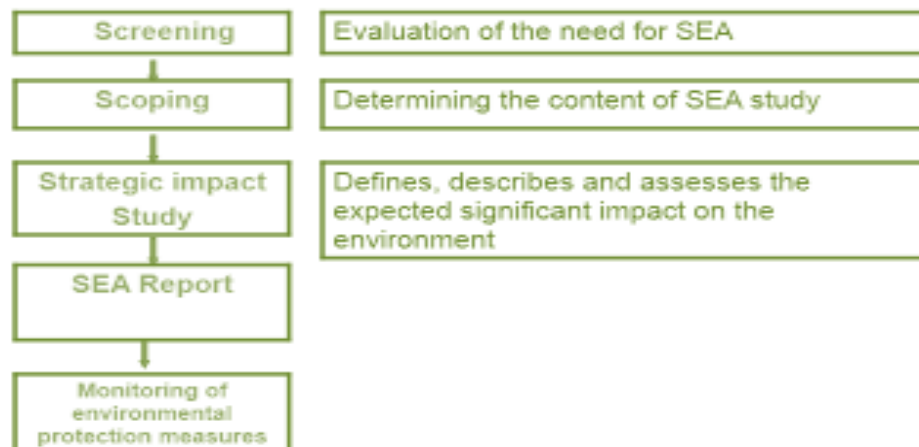 Screening
Evaluation of the need for SEA
Scoping
Determining the content of SEA study
Strategic impact
Study
Defines, describes and assesses the
expected significant impact on the
environment
SEA Report
Monitoring of
environmental
protection measures